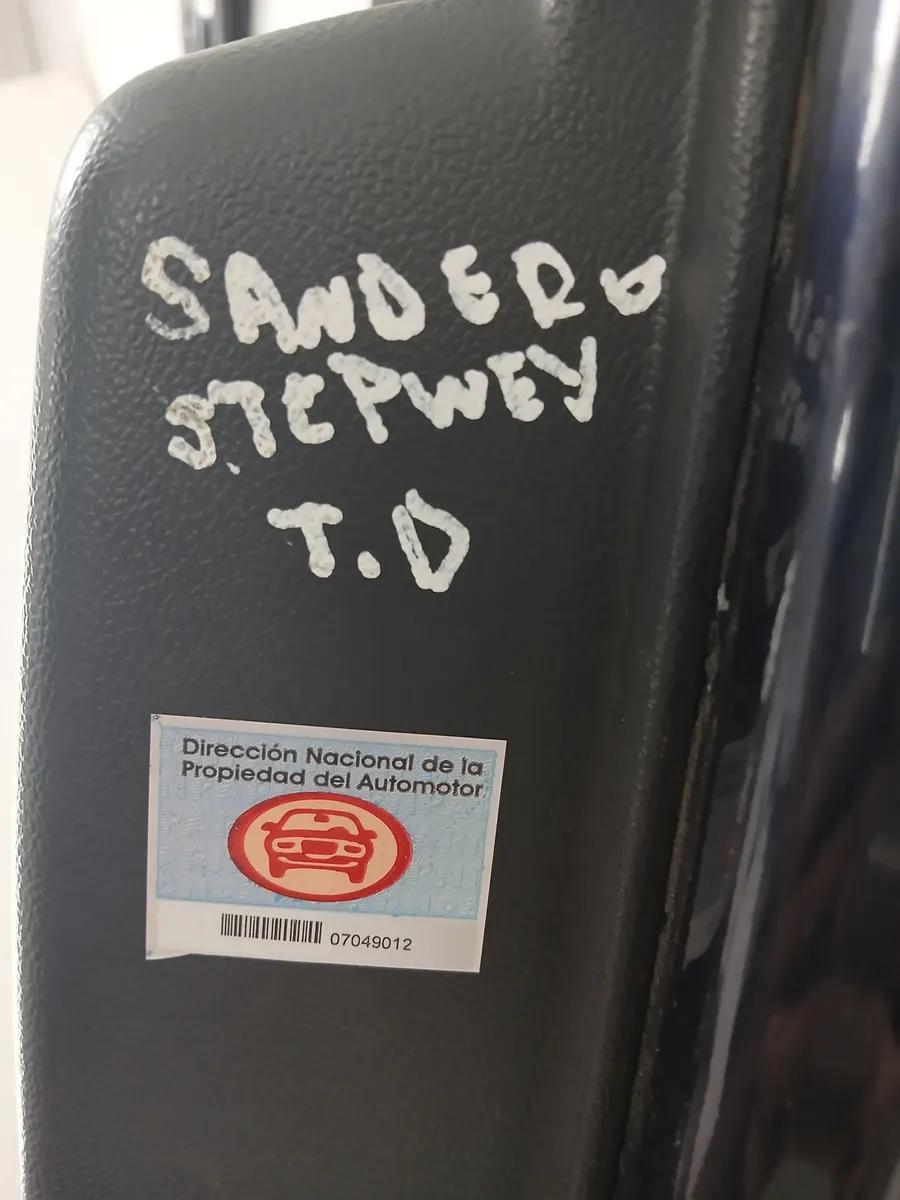 SANDERO
STEPWEY
T.D
Dirección Nacional de la
Propiedad del Automotor
07049012